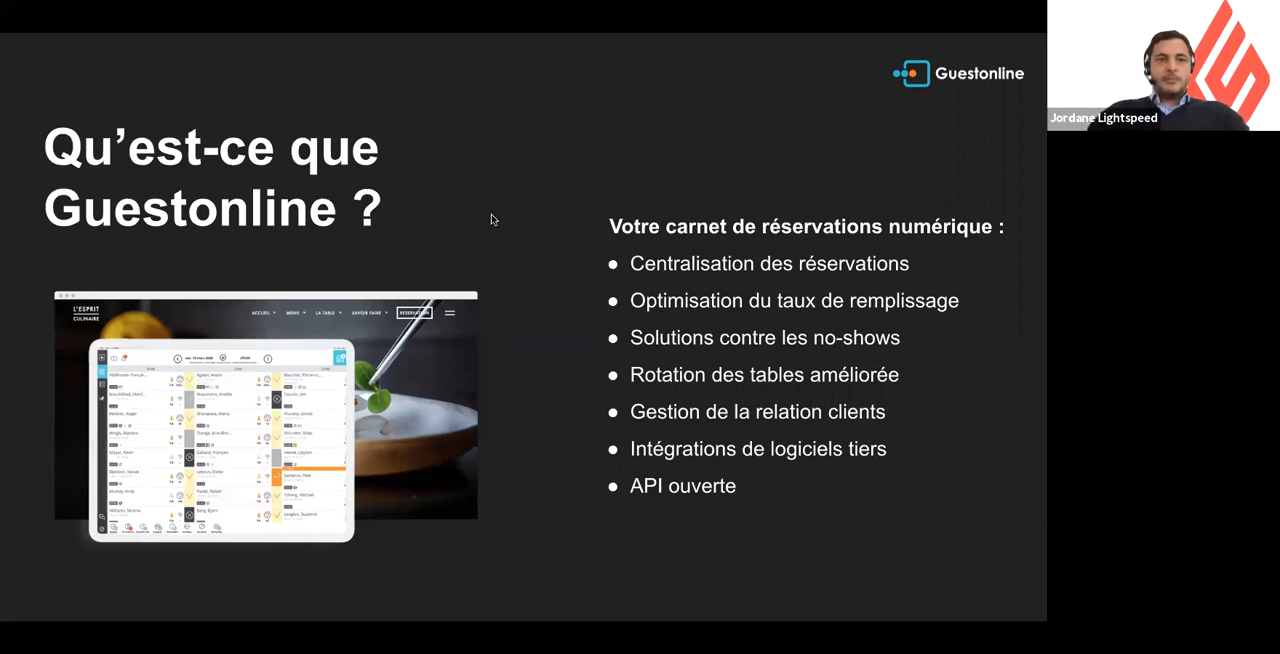 Guestonline
Jordane Lightspeed
Qu’est-ce que
Guestonline ?
Votre carnet de réservations numérique :
● Centralisation des réservations
● Optimisation du taux de remplissage
● Solutions contre les no-shows
● Rotation des tables améliorée
● Gestion de la relation clients
● Intégrations de logiciels tiers
● API ouverte
L'ESPRIT
CULINAIRE
ACCUEIL MENU LA TABLE SAVOIR FAIRE RESERVATION